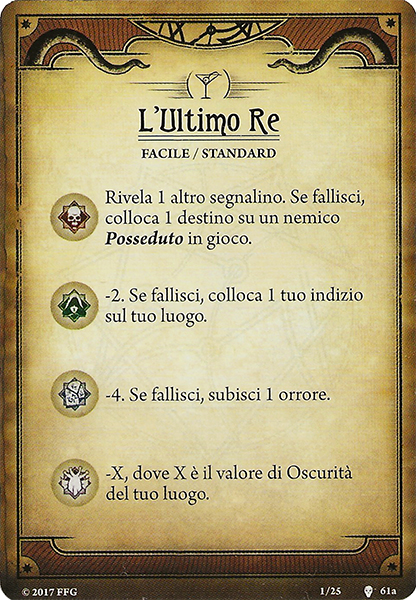 L'Ultimo Re
FACILE / STANDARD
Rivela 1 altro segnalino. Se fallisci,
colloca 1 destino su un nemico
Posseduto in gioco.
-2. Se fallisci, colloca 1 tuo indizio
sul tuo luogo.
-4. Se fallisci, subisci 1 orrore.
-X, dove X è il valore di Oscurità
del tuo luogo.
© 2017 FFG
1/25
61a